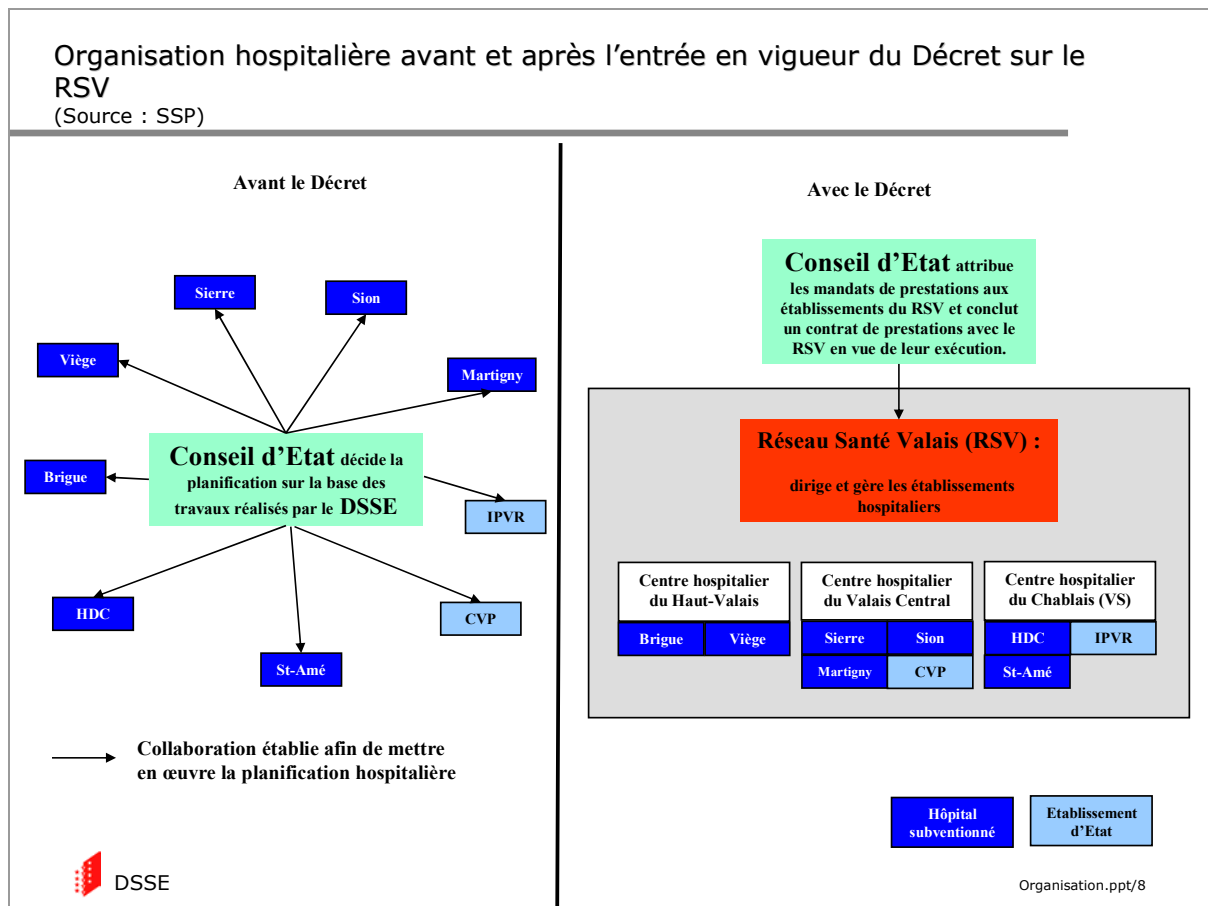 Organisation hospitalière avant et après l’entrée en vigueur du Décret sur le
RSV
(Source : SSP)
Avant le Décret
Sierre
Sion
Viège
Martigny
Conseil d’Etat décide la
planification sur la base des
travaux réalisés par le DSSE
Brigue
IPVR
HDC
CVP
St-Amé
Collaboration établie afin de mettre
en œuvre la planification hospitalière
Avec le Décret
Conseil d’Etat attribue
les mandats de prestations aux
établissements du RSV et conclut
un contrat de prestations avec le
RSV en vue de leur exécution.
Réseau Santé Valais (RSV) :
dirige et gère les établissements
hospitaliers
Centre hospitalier
du Haut-Valais
Brigue
Viège
Centre hospitalier
du Valais Central
Sierre
Sion
Martigny
CVP
Centre hospitalier
du Chablais (VS)
HDC
IPVR
St-Amé
Hôpital
subventionné
Etablissement
d’Etat
DSSE
Organisation.ppt/8